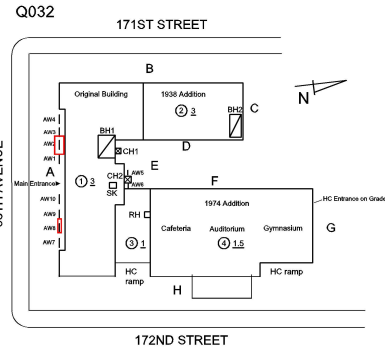 Q032
171ST STREET
B
Original Building
1938 Addition
2 3
BH2
C
N
AW4
AW3
AW2
AW1
BH1
CH1
D
A
E
Main Entrance
1 3
CH2
AW5
AW6
SK
F
AW10
AW9
AW8
AW7
RH
1974 Addition
HC Entrance on Grade
Cafeteria
Auditorium
Gymnasium
G
3 1
4 1.5
HC
ramp
HC ramp
H
AVENUE
172ND STREET